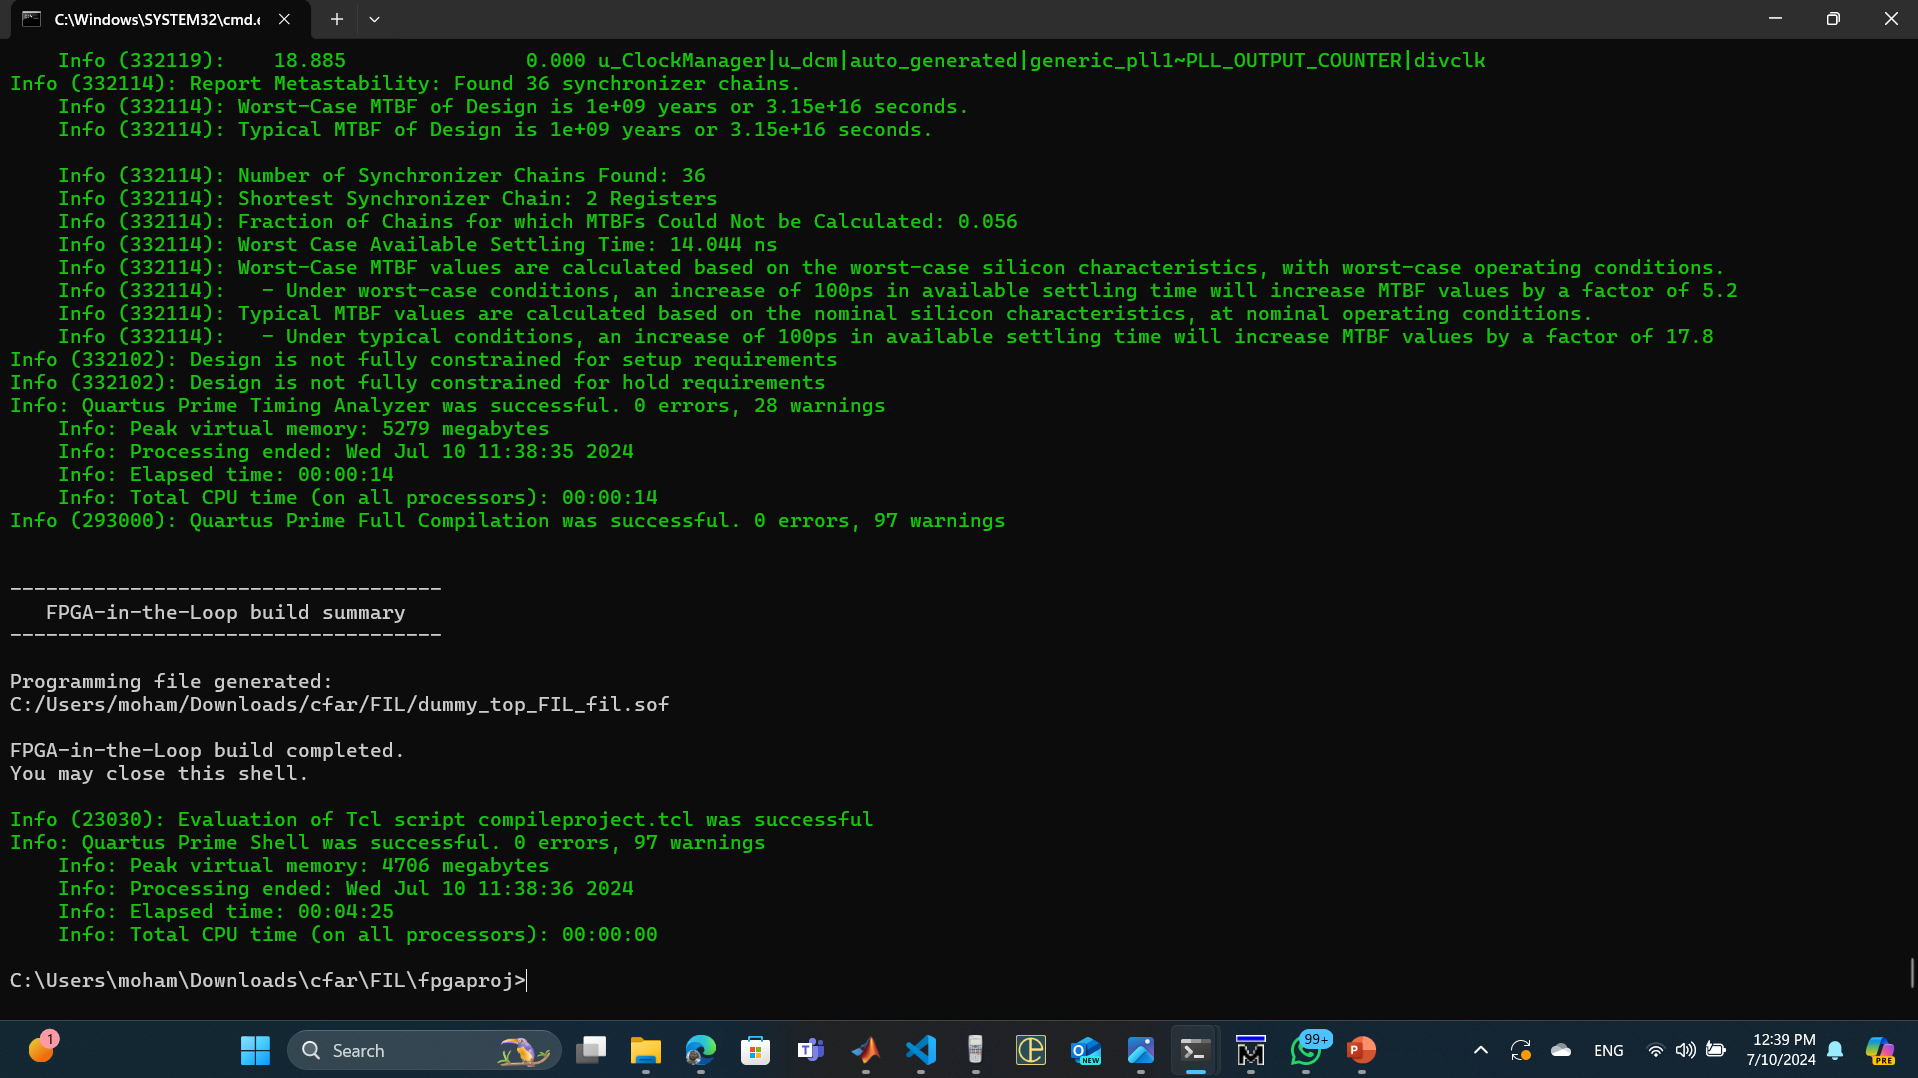 C:\Windows\SYSTEM32\cmd.e
Info (332119):    18.885               0.000 u_ClockManager|u_dcm|auto_generated|generic_pll1~PLL_OUTPUT_COUNTER|divclk
Info (332114): Report Metastability: Found 36 synchronizer chains.
Info (332114): Worst-Case MTBF of Design is 1e+09 years or 3.15e+16 seconds.
Info (332114): Typical MTBF of Design is 1e+09 years or 3.15e+16 seconds.
Info (332114): Number of Synchronizer Chains Found: 36
Info (332114): Shortest Synchronizer Chain: 2 Registers
Info (332114): Fraction of Chains for which MTBFs Could Not be Calculated: 0.056
Info (332114): Worst Case Available Settling Time: 14.044 ns
Info (332114): Worst-Case MTBF values are calculated based on the worst-case silicon characteristics, with worst-case operating conditions.
Info (332114):   - Under worst-case conditions, an increase of 100ps in available settling time will increase MTBF values by a factor of 5.2
Info (332114): Typical MTBF values are calculated based on the nominal silicon characteristics, at nominal operating conditions.
Info (332114):   - Under typical conditions, an increase of 100ps in available settling time will increase MTBF values by a factor of 17.8
Info (332102): Design is not fully constrained for setup requirements
Info (332102): Design is not fully constrained for hold requirements
Info: Quartus Prime Timing Analyzer was successful. 0 errors, 28 warnings
Info: Peak virtual memory: 5279 megabytes
Info: Processing ended: Wed Jul 10 11:38:35 2024
Info: Elapsed time: 00:00:14
Info: Total CPU time (on all processors): 00:00:14
Info (293000): Quartus Prime Full Compilation was successful. 0 errors, 97 warnings
------------------------------------
FPGA-in-the-Loop build summary
------------------------------------
Programming file generated:
C:/Users/moham/Downloads/cfar/FIL/dummy_top_FIL_fil.sof
FPGA-in-the-Loop build completed.
You may close this shell.
Info (23030): Evaluation of Tcl script compileproject.tcl was successful
Info: Quartus Prime Shell was successful. 0 errors, 97 warnings
Info: Peak virtual memory: 4706 megabytes
Info: Processing ended: Wed Jul 10 11:38:36 2024
Info: Elapsed time: 00:04:25
Info: Total CPU time (on all processors): 00:00:00
C:\Users\moham\Downloads\cfar\FIL\fpgaproj>
1
Search
T
O
NEW
M
99+
P
ENG
12:39 PM
7/10/2024
PRE